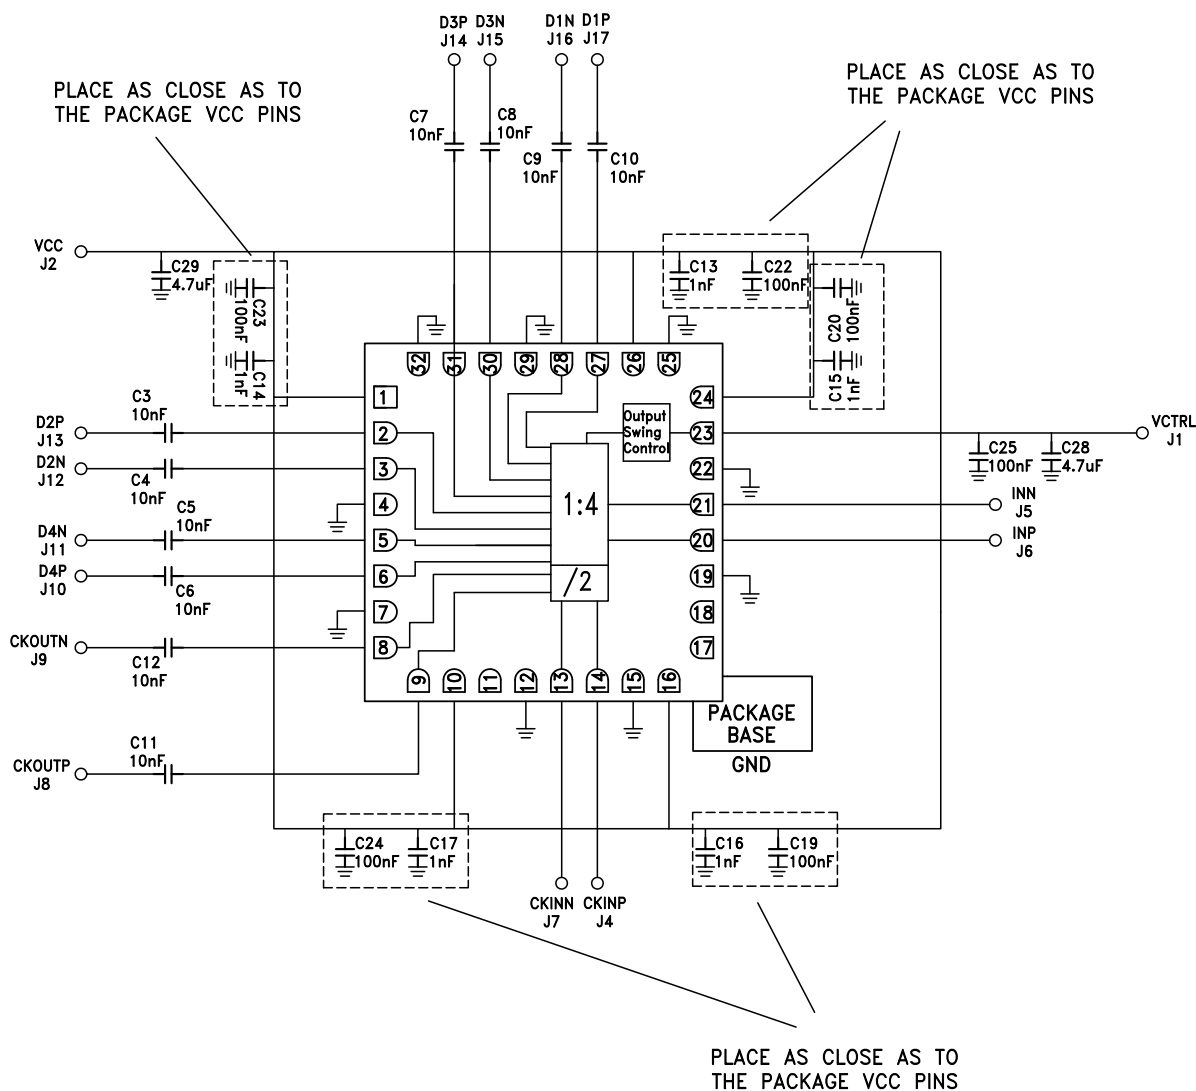 D3P D3N D1N D1P
J14 J15 J16 J17
PLACE AS CLOSE AS TO
THE PACKAGE VCC PINS
PLACE AS CLOSE AS TO
THE PACKAGE VCC PINS
C7
10nF
C8
10nF
C9
10nF
C10
10nF
VCC
J2
C29
4.7uF
C23
100nF
C14
1nF
C13
1nF
C22
100nF
C20
100nF
C15
1nF
32 31 30 29 28 27 26 25
1
2
3
4
5
6
7
8
24
23
22
21
20
19
18
17
9 10 11 12 13 14 15 16
Output
Swing
Control
1:4
/2
C3
10nF
D2P
J13
D2N
J12
C4
10nF
C5
10nF
D4N
J11
D4P
J10
C6
10nF
CKOUTN
J9
C12
10nF
C11
10nF
CKOUTP
J8
VCTRL
J1
C25
100nF
C28
4.7uF
INN
J5
INP
J6
PACKAGE
BASE
GND
C24
100nF
C17
1nF
C16
1nF
C19
100nF
CKINN CKINP
J7 J4
PLACE AS CLOSE AS TO
THE PACKAGE VCC PINS